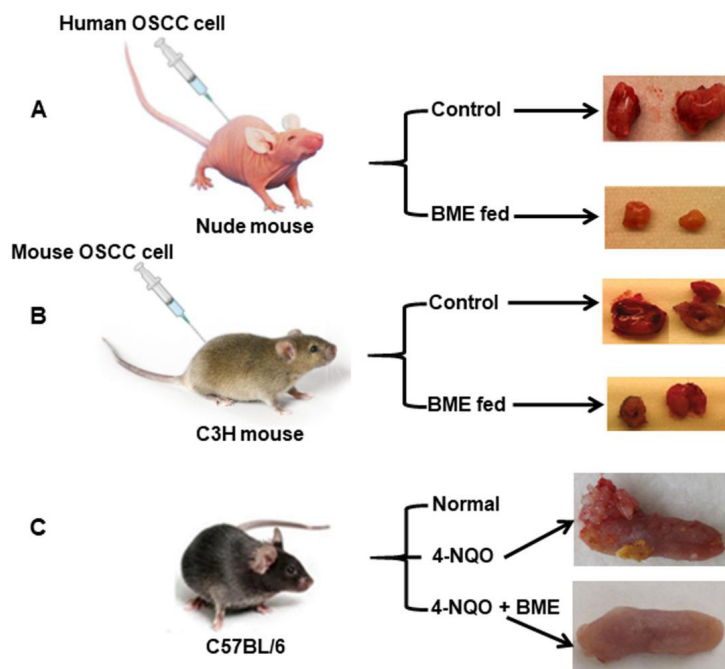 Human OSCC cell
A
Control
BME fed
Nude mouse
Mouse OSCC cell
B
Control
BME fed
C3H mouse
C
Normal
4-NQO
4-NQO + BME
C57BL/6